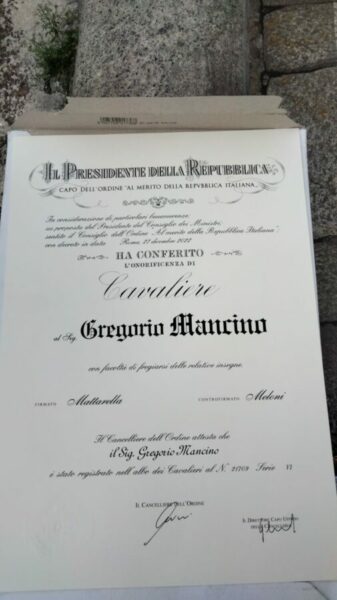 IL PRESIDENTE DELLA REPUBBLICA
CAPO DELL'ORDINE "AL MERITO DELLA REPVBBLICA ITALIANA"
In considerazione di particolari benemerenze
su proposta del Presidente del Consiglio dei Ministri
sentito il Consiglio dell'Ordine "Al merito della Repubblica Italiana"
con decreto in data Roma, 27 dicembre 2022
HA CONFERITO
L'ONORIFICENZA DI
Cavaliere
al Sig. Gregorio Mancino
con facoltà di fregiarsi delle relative insegne.
FIRMATO Mattarella CONTROFIRMATO Meloni
Il Cancelliere dell'Ordine attesta che
il Sig. Gregorio Mancino
è stato registrato nell'albo dei Cavalieri al N. 21703 Serie VI
IL CANCELLIERE DELL'ORDINE
IL DIRETTORE CAPO UFFICIO